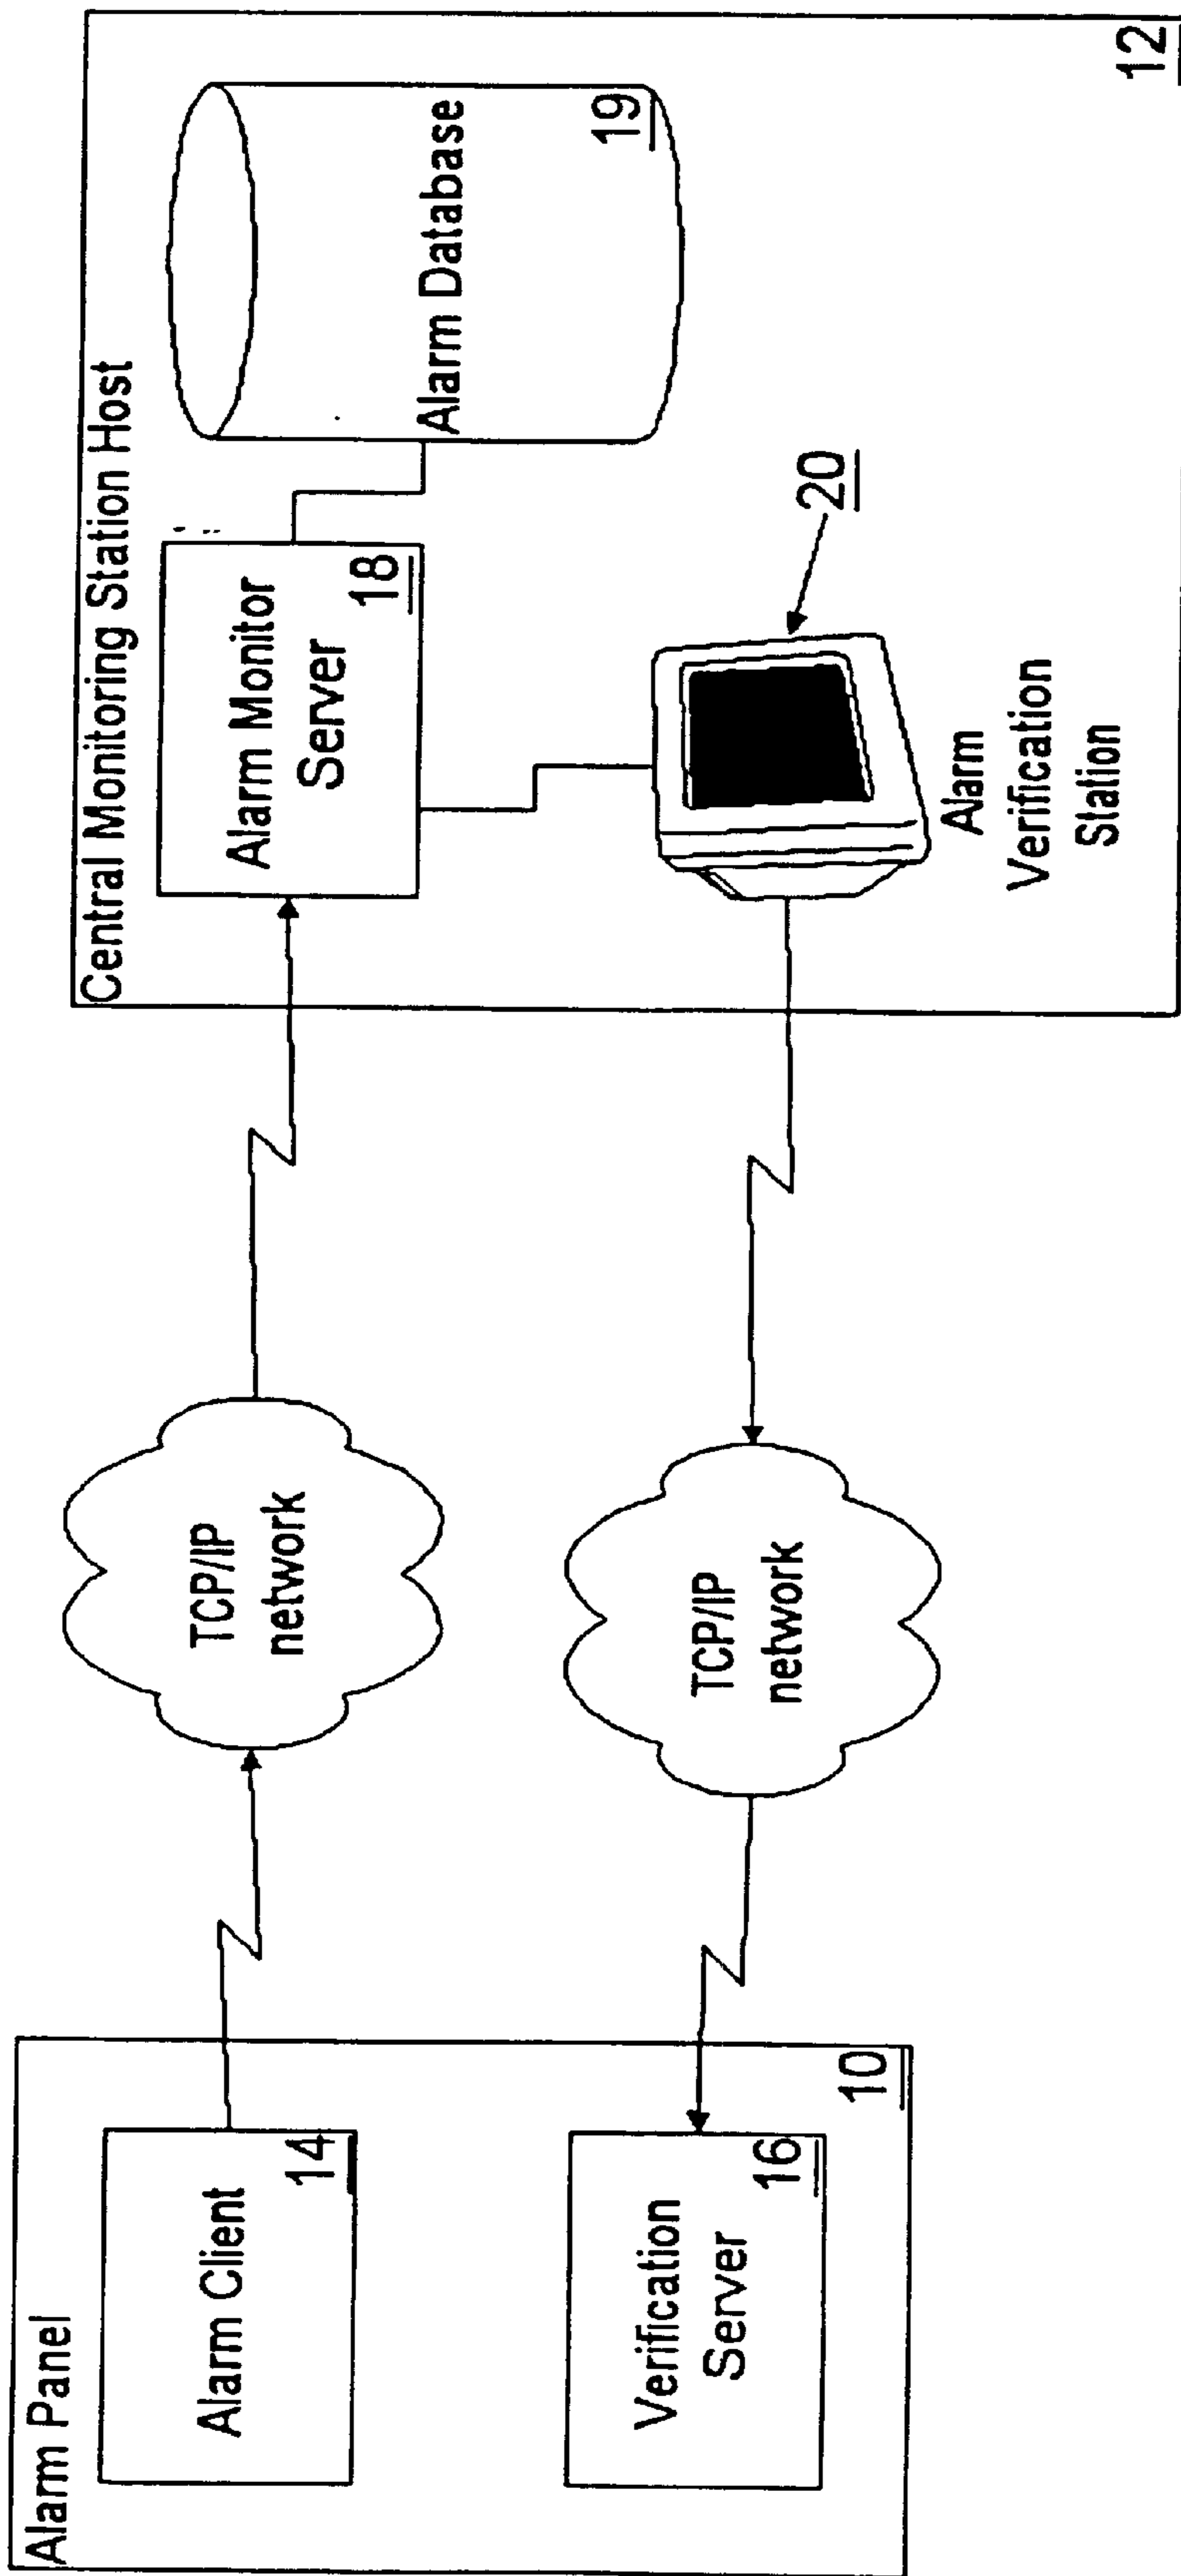 Alarm Panel
Alarm Client
14
Verification
Server
16
10
TCP/IP
network
TCP/IP
network
Central Monitoring Station Host
Alarm Monitor
Server
18
Alarm Database
19
20
Alarm
Verification
Station
12